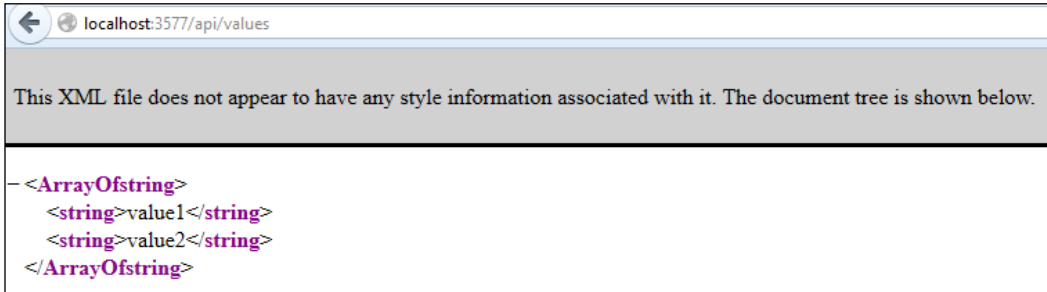 localhost:3577/api/values
This XML file does not appear to have any style information associated with it. The document tree is shown below.
−<ArrayOfstring>
<string>value1</string>
<string>value2</string>
</ArrayOfstring>